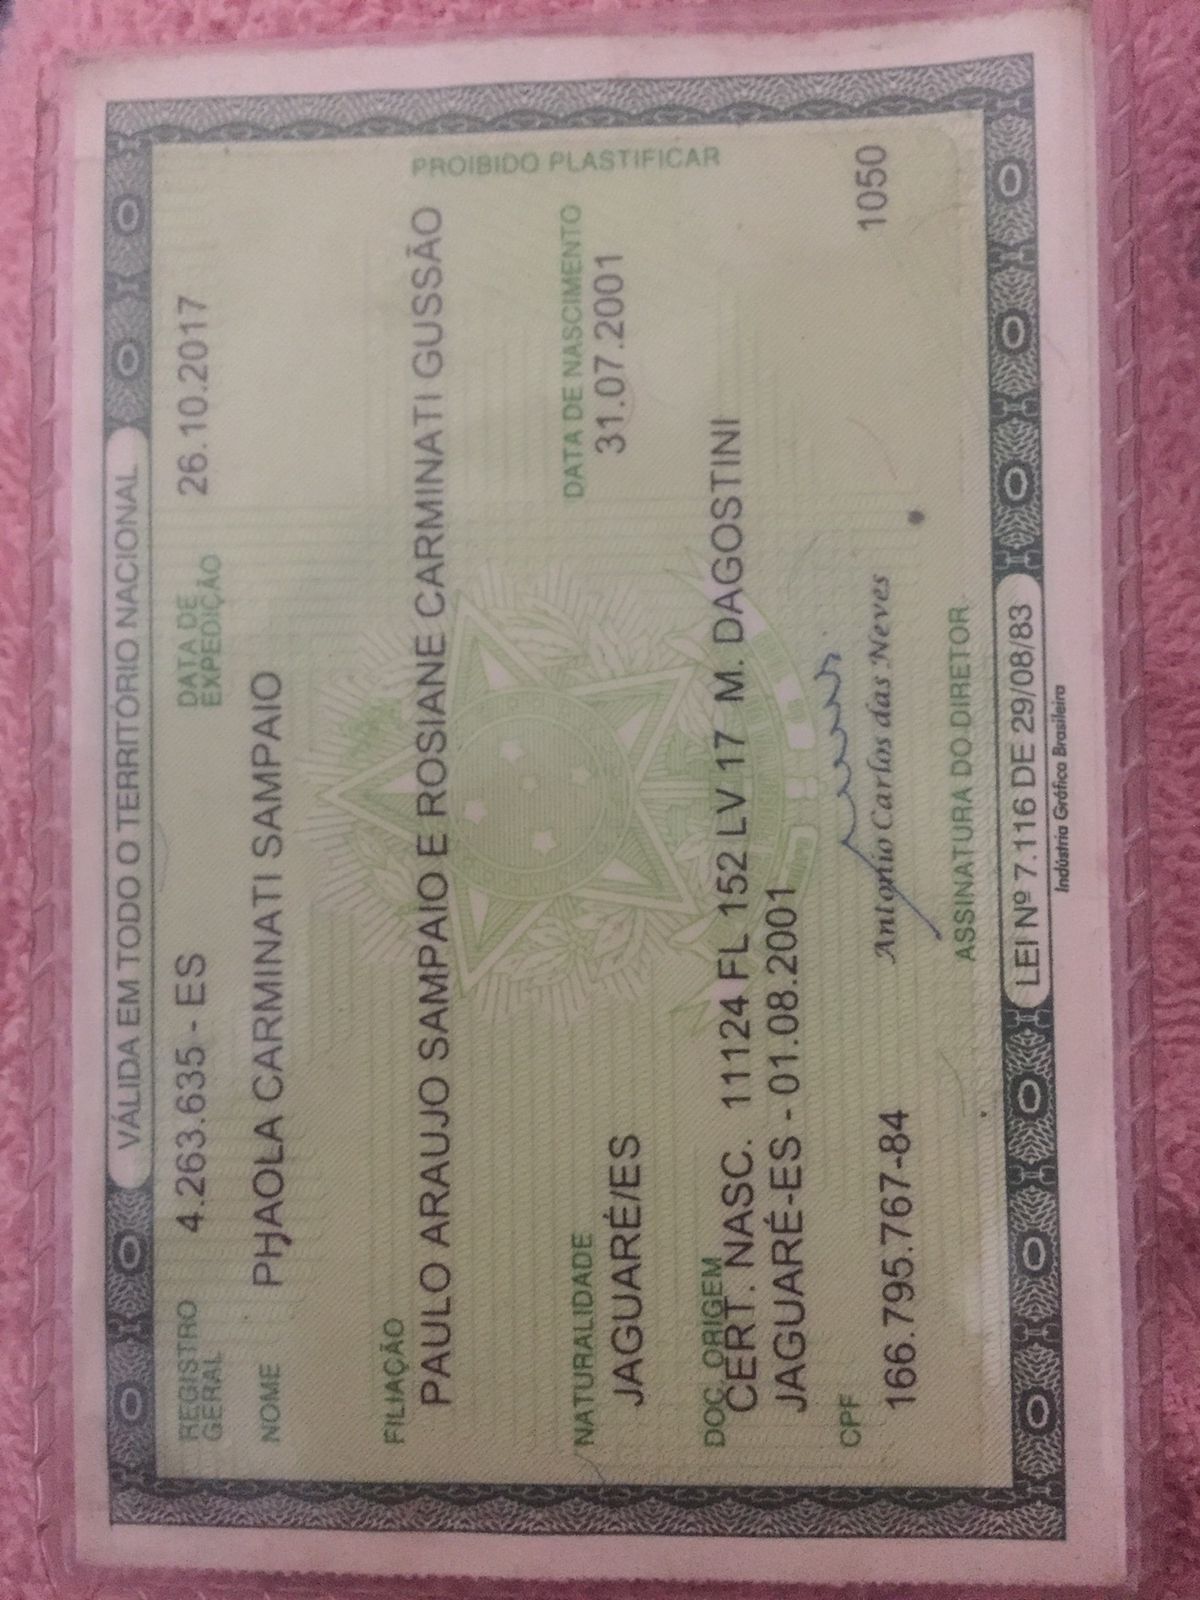 VÁLIDA EM TODO O TERRITÓRIO NACIONAL
REGISTRO GERAL 4.263.635 - ES DATA DE EXPEDIÇÃO 26.10.2017
NOME PHAOLA CARMINATI SAMPAIO
FILIAÇÃO
PAULO ARAUJO SAMPAIO E ROSIANE CARMINATI GUSSÃO
PROIBIDO PLASTIFICAR
NATURALIDADE DATA DE NASCIMENTO
JAGUARÉ/ES 31.07.2001
DOC. ORIGEM
CERT. NASC. 11124 FL 152 LV 17 M. DAGOSTINI
JAGUARÉ-ES - 01.08.2001
CPF
166.795.767-84 Antonio Carlos das Neves 1050
ASSINATURA DO DIRETOR
LEI Nº 7.116 DE 29/08/83
Indústria Gráfica Brasileira